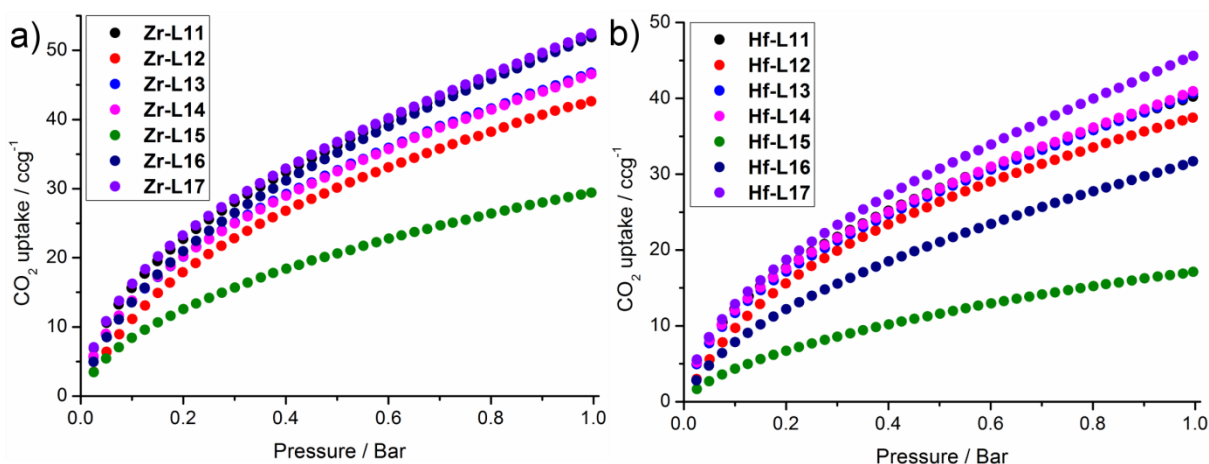 a)
Zr-L11
Zr-L12
Zr-L13
Zr-L14
Zr-L15
Zr-L16
Zr-L17
CO2 uptake / ccg-1
50
40
30
20
10
0
0.0 0.2 0.4 0.6 0.8 1.0
Pressure / Bar
b)
Hf-L11
Hf-L12
Hf-L13
Hf-L14
Hf-L15
Hf-L16
Hf-L17
CO2 uptake / ccg-1
50
40
30
20
10
0
0.0 0.2 0.4 0.6 0.8 1.0
Pressure / Bar